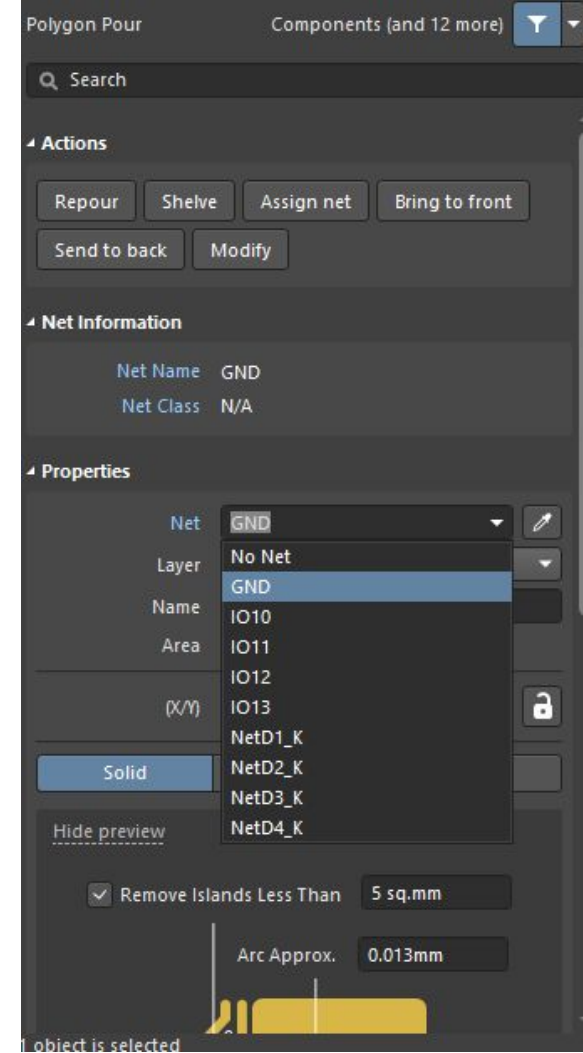 Polygon Pour Components (and 12 more)
Search
Actions
Repour Shelve Assign net Bring to front
Send to back Modify
Net Information
Net Name GND
Net Class N/A
Properties
Net GND
Layer
No Net
GND
Name
IO10
Area
IO11
IO12
(X/Y)
IO13
NetD1_K
Solid
NetD2_K
NetD3_K
NetD4_K
Hide preview
Remove Islands Less Than 5 sq.mm
Arc Approx. 0.013mm
1 object is selected